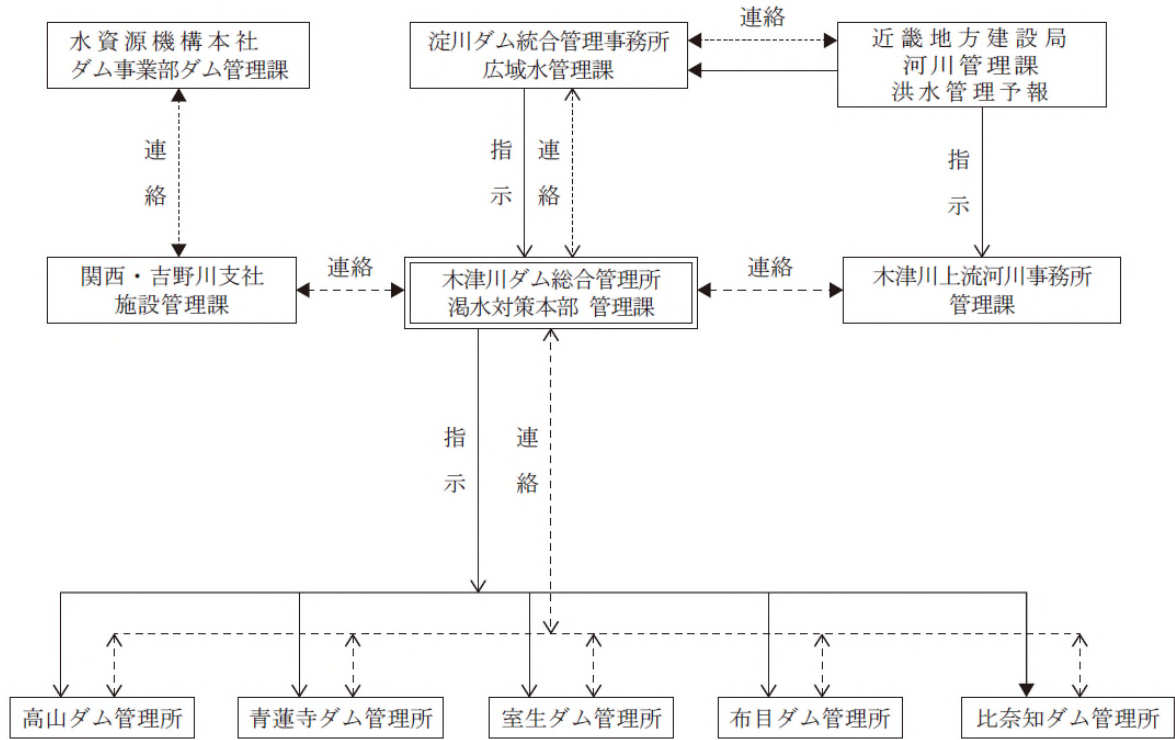 水資源機構本社
ダム事業部ダム管理課
淀川ダム統合管理事務所
広域水管理課
連絡
近畿地方建設局
河川管理課
洪水管理予報
連絡
指示
連絡
指示
関西・吉野川支社
施設管理課
連絡
木津川ダム総合管理所
渇水対策本部 管理課
連絡
木津川上流河川事務所
管理課
指示
連絡
高山ダム管理所
青蓮寺ダム管理所
室生ダム管理所
布目ダム管理所
比奈知ダム管理所